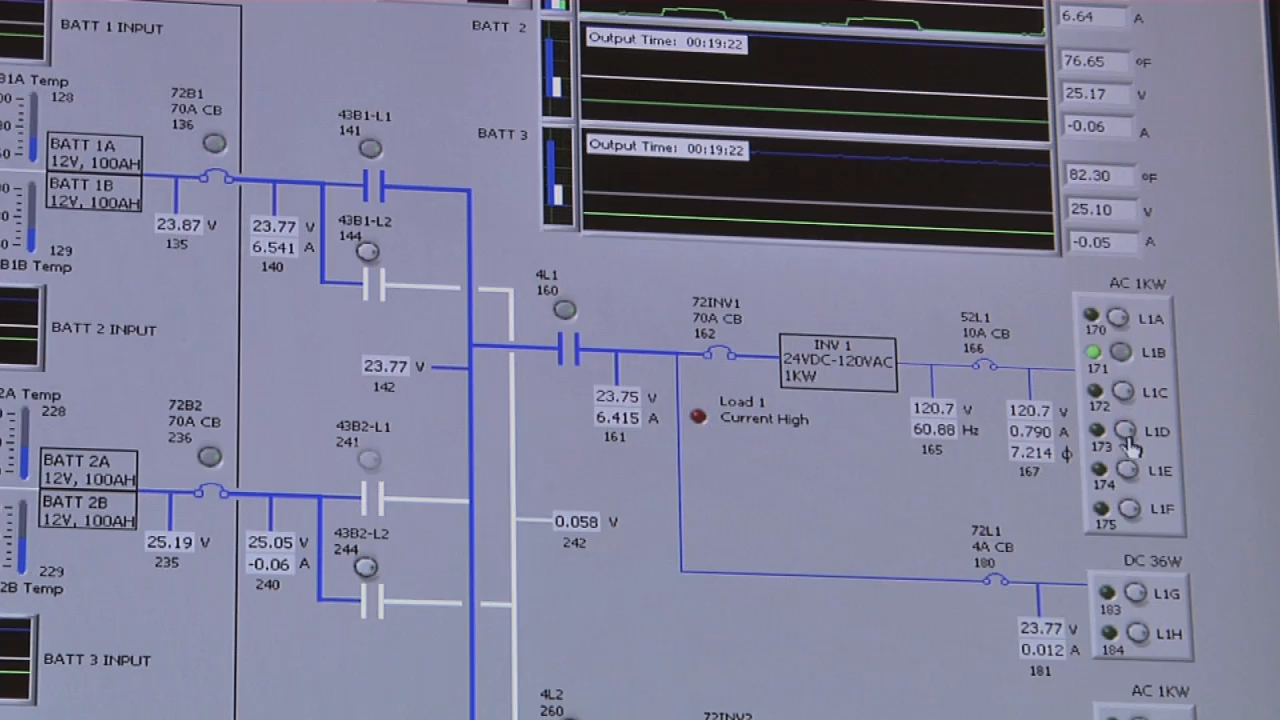 BATT 1 INPUT
BATT 2
6.64 A
Output Time: 00:19:22
76.65 ºF
25.17 V
-0.06 A
BATT 3
Output Time: 00:19:22
82.30 ºF
25.10 V
-0.05 A
B1A Temp
128
72B1
70A CB
136
43B1-L1
141
BATT 1A
12V, 100AH
BATT 1B
12V, 100AH
23.87 V
135
23.77 V
6.541 A
140
43B1-L2
144
129
B1B Temp
BATT 2 INPUT
4L1
160
72INV1
70A CB
162
52L1
10A CB
166
AC 1KW
170
L1A
171
L1B
172
L1C
173
L1D
174
L1E
175
L1F
INV 1
24VDC-120VAC
1KW
23.77 V
142
23.75 V
6.415 A
161
Load 1
Current High
120.7 V
60.88 Hz
165
120.7 V
0.790 A
7.214 ϕ
167
2A Temp
228
72B2
70A CB
236
43B2-L1
241
BATT 2A
12V, 100AH
BATT 2B
12V, 100AH
25.19 V
235
25.05 V
-0.06 A
240
43B2-L2
244
0.058 V
242
229
2B Temp
72L1
4A CB
180
DC 36W
183
L1G
184
L1H
23.77 V
0.012 A
181
BATT 3 INPUT
4L2
260
72INV2
AC 1KW